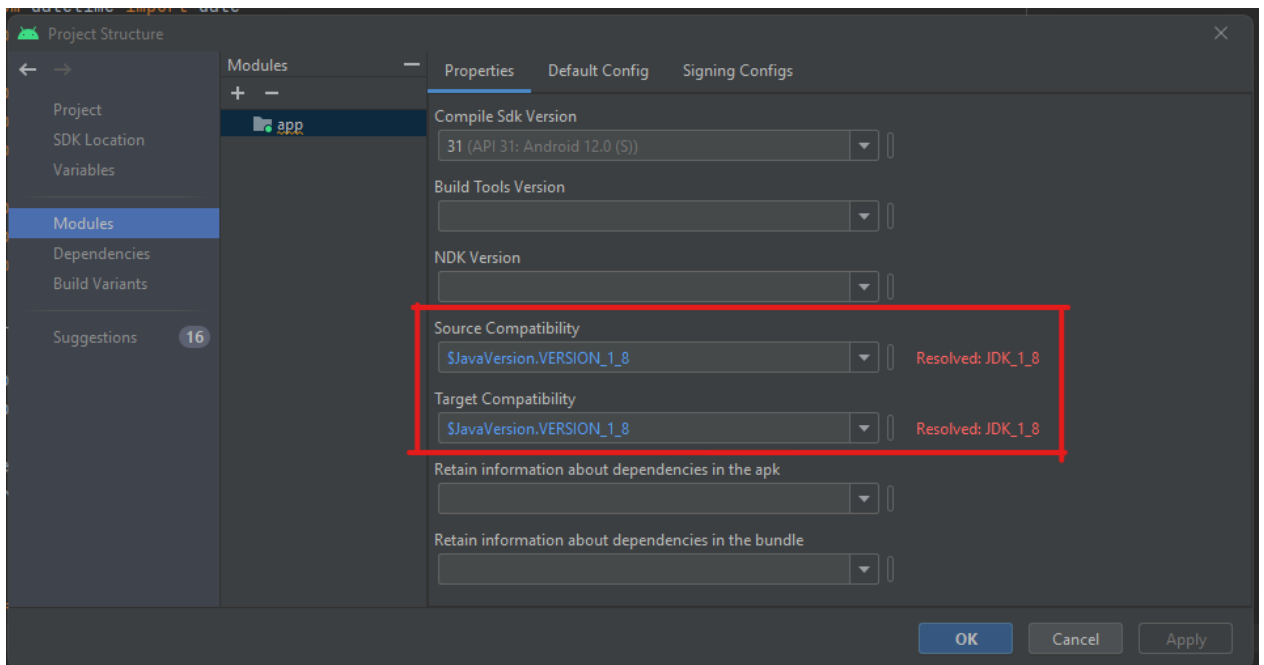 datetime import date
Project Structure
Modules
Properties Default Config Signing Configs
Project
SDK Location
Variables
Modules
Dependencies
Build Variants
Suggestions 16
app
Compile Sdk Version
31 (API 31: Android 12.0 (S))
Build Tools Version
NDK Version
Source Compatibility
$JavaVersion.VERSION_1_8 Resolved: JDK_1_8
Target Compatibility
$JavaVersion.VERSION_1_8 Resolved: JDK_1_8
Retain information about dependencies in the apk
Retain information about dependencies in the bundle
OK Cancel Apply